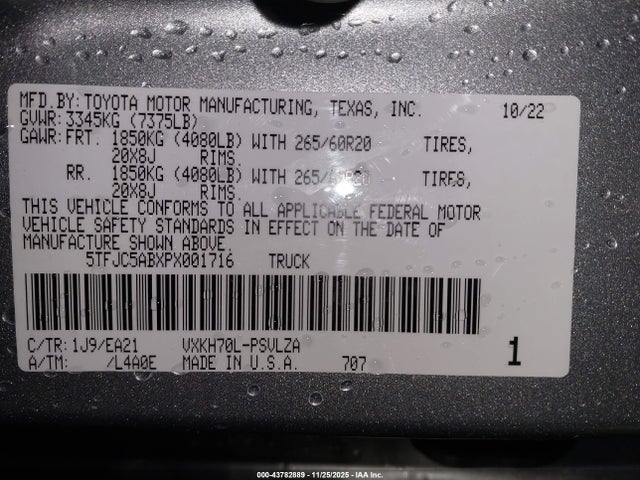 MFD.BY:TOYOTA MOTOR MANUFACTURING, TEXAS, INC. 10/22
GVWR:3345KG (7375LB)
GAWR:FRT. 1850KG (4080LB) WITH 265/60R20 TIRES,
20X8J RIMS.
RR. 1850KG (4080LB) WITH TIRES,
20X8J RIMS.
THIS VEHICLE CONFORMS TO ALL APPLICABLE FEDERAL MOTOR
VEHICLE SAFETY STANDARDS IN EFFECT ON THE DATE OF
MANUFACTURE SHOWN ABOVE.
5TFJC5ABXPX001716 TRUCK
C/TR:1J9/EA21 VXKH70L-PSVLZA
A/TM: /L4A0E MADE IN U.S.A. 707 1
000-43782889 - 11/25/2025 - IAA Inc.